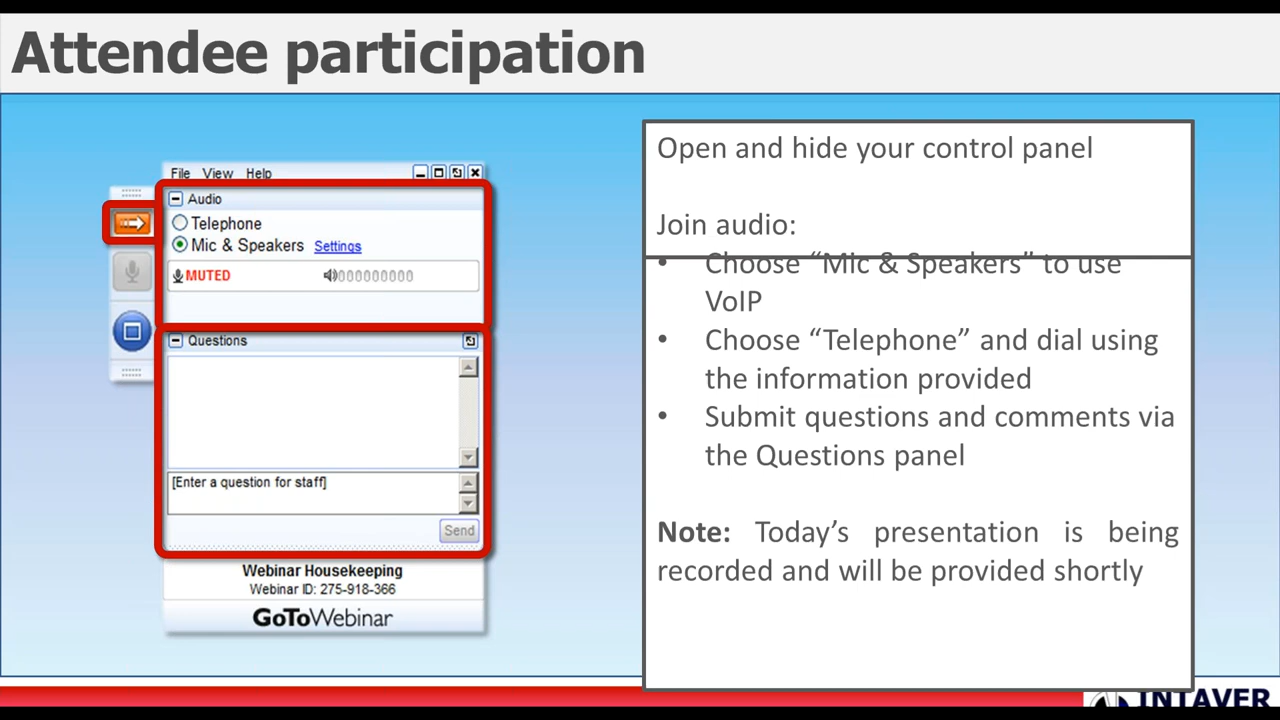 Attendee participation
File View Help
Audio
Telephone
Mic & Speakers Settings
MUTED
000000000
Questions
[Enter a question for staff]
Send
Webinar Housekeeping
Webinar ID: 275-918-366
GoToWebinar
Open and hide your control panel
Join audio:
• Choose “Mic & Speakers” to use
VoIP
• Choose “Telephone” and dial using
the information provided
• Submit questions and comments via
the Questions panel
Note: Today’s presentation is being
recorded and will be provided shortly
INTAVER